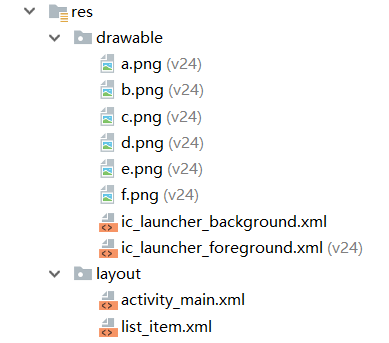 res
drawable
a.png (v24)
b.png (v24)
c.png (v24)
d.png (v24)
e.png (v24)
f.png (v24)
ic_launcher_background.xml
ic_launcher_foreground.xml (v24)
layout
activity_main.xml
list_item.xml